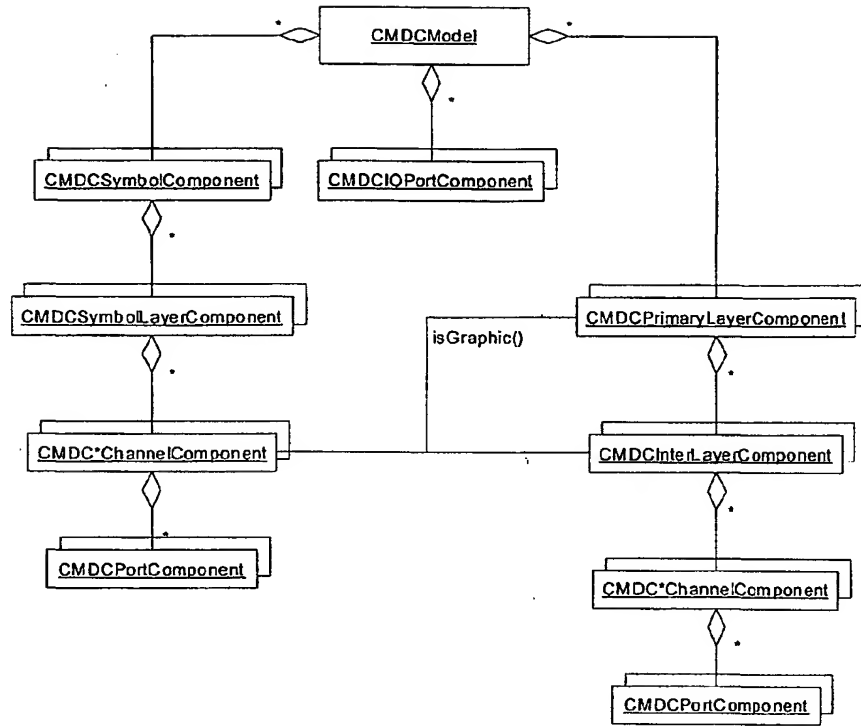 * CMDCModel *
*
CMDCSymbolComponent
CMDCIOPortComponent
*
CMDCSymbolLayerComponent
CMDCPrimaryLayerComponent
isGraphic()
*
*
CMDC*ChannelComponent
CMDCInterLayerComponent
*
*
CMDCPortComponent
CMDC*ChannelComponent
*
CMDCPortComponent